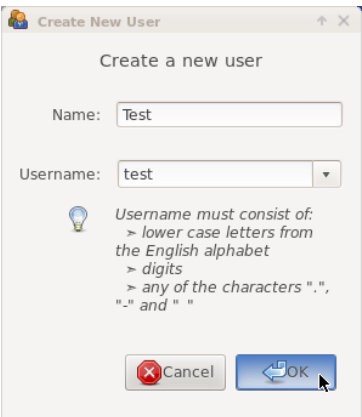 Create New User
Create a new user
Name: Test
Username: test
Username must consist of:
➣ lower case letters from
the English alphabet
➣ digits
➣ any of the characters ".",
"-" and " "
Cancel
OK